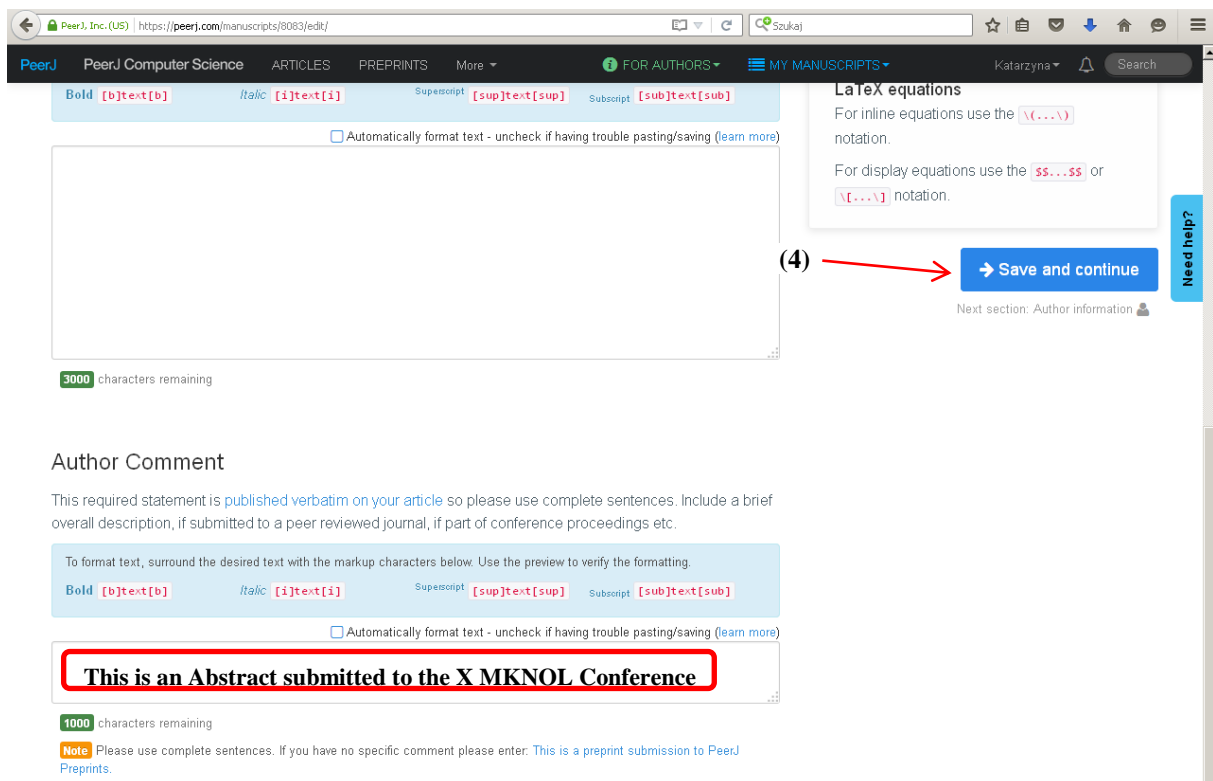 PeerJ, Inc. (US) https://peerj.com/manuscripts/8083/edit/ Szukaj
PeerJ PeerJ Computer Science ARTICLES PREPRINTS More FOR AUTHORS MY MANUSCRIPTS Katarzyna Search
Bold [b]text[b] Italic [i]text[i] Superscript [sup]text[sup] Subscript [sub]text[sub]
Automatically format text - uncheck if having trouble pasting/saving (learn more)
3000 characters remaining
LaTeX equations
For inline equations use the \(...\)
notation.
For display equations use the $$...$$ or
\[...\] notation.
(4)
Save and continue
Next section: Author information
Need help?
Author Comment
This required statement is published verbatim on your article so please use complete sentences. Include a brief
overall description, if submitted to a peer reviewed journal, if part of conference proceedings etc.
To format text, surround the desired text with the markup characters below. Use the preview to verify the formatting.
Bold [b]text[b] Italic [i]text[i] Superscript [sup]text[sup] Subscript [sub]text[sub]
Automatically format text - uncheck if having trouble pasting/saving (learn more)
This is an Abstract submitted to the X MKNOL Conference
1000 characters remaining
Note Please use complete sentences. If you have no specific comment please enter: This is a preprint submission to PeerJ
Preprints.